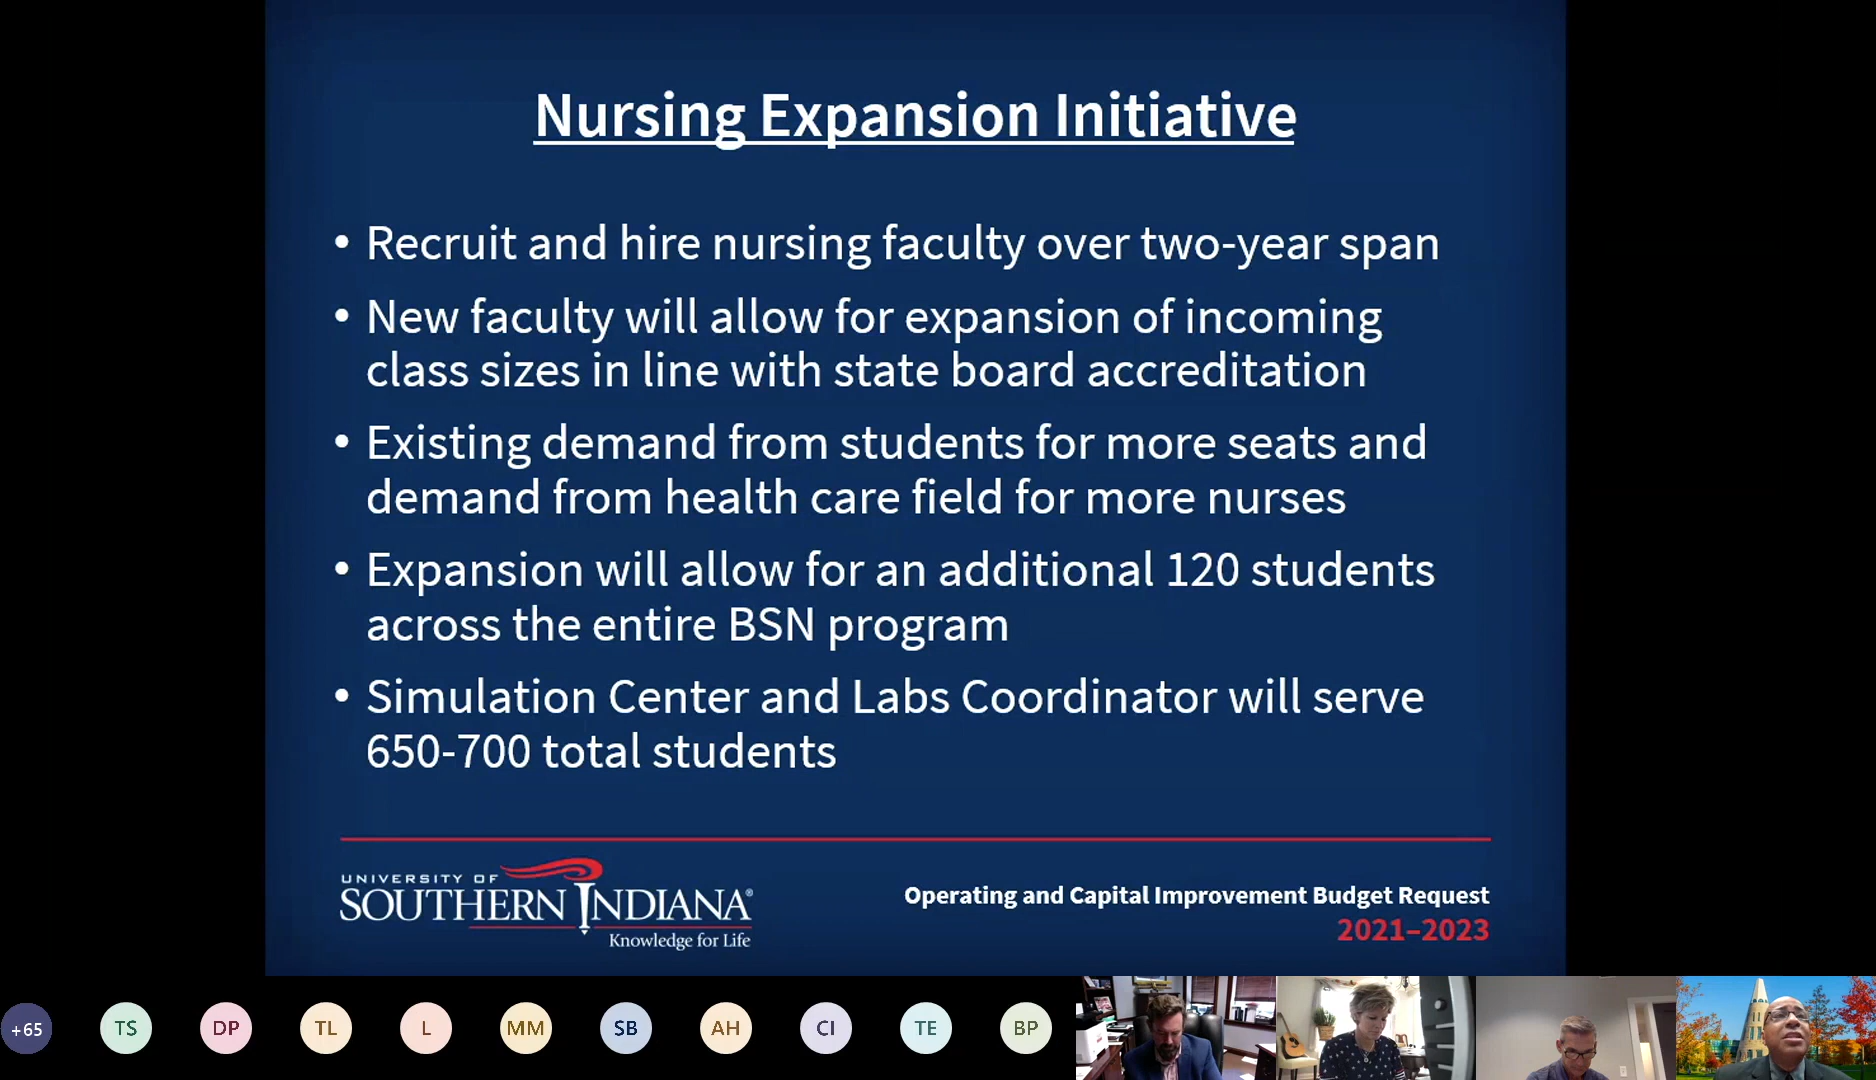 Nursing Expansion Initiative
• Recruit and hire nursing faculty over two-year span
• New faculty will allow for expansion of incoming
class sizes in line with state board accreditation
• Existing demand from students for more seats and
demand from health care field for more nurses
• Expansion will allow for an additional 120 students
across the entire BSN program
• Simulation Center and Labs Coordinator will serve
650-700 total students
UNIVERSITY OF
SOUTHERN INDIANA®
Knowledge for Life
Operating and Capital Improvement Budget Request
2021–2023
+65 TS DP TL L MM SB AH CI TE BP